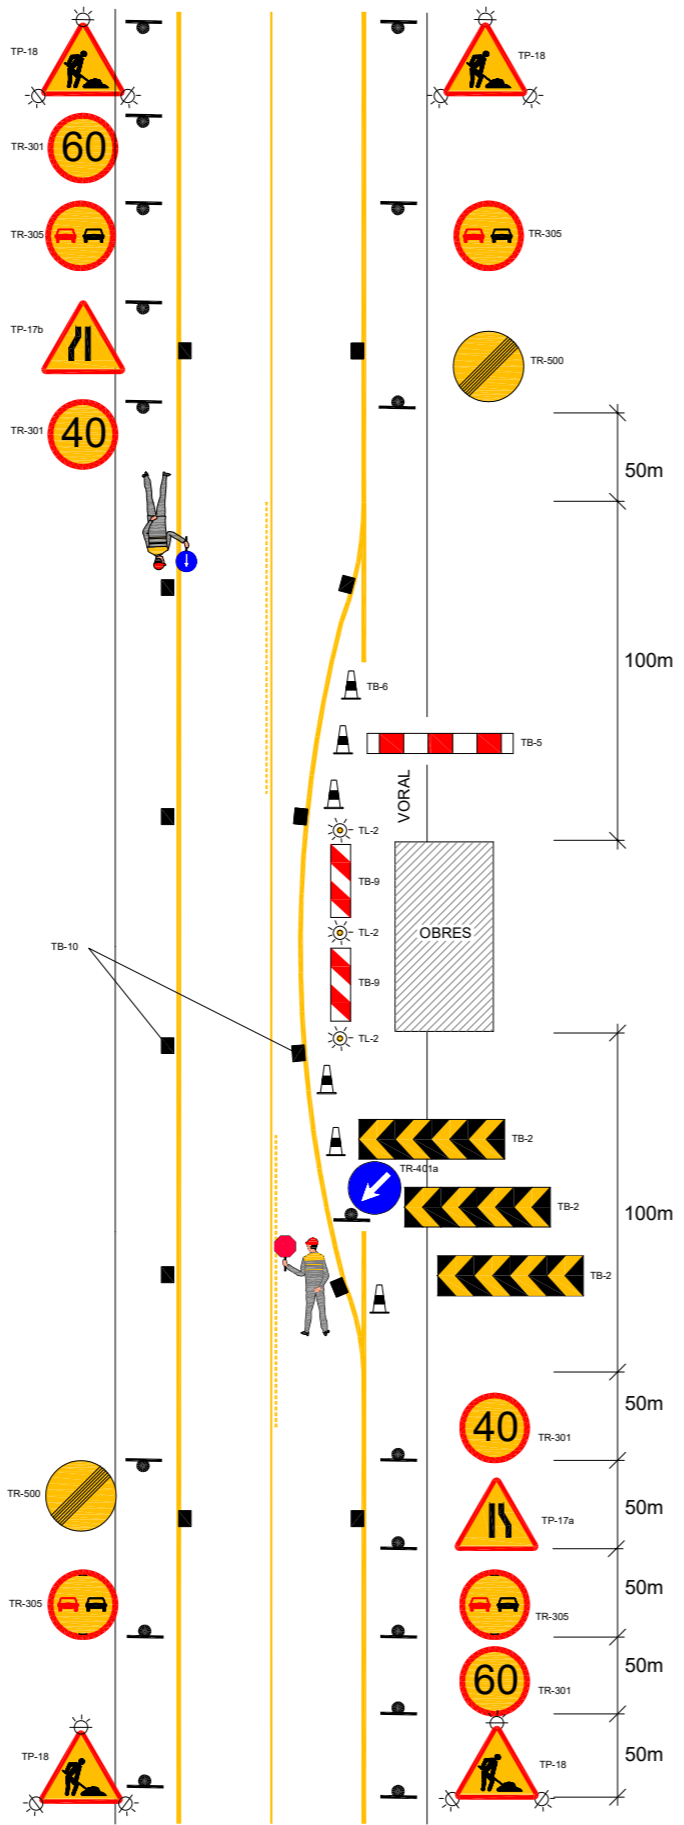 TP-18
TP-18
TR-301
60
TR-305
TR-305
TP-17b
TR-500
TR-301
40
50m
100m
TB-6
TB-5
VORAL
TL-2
TB-9
OBRES
TL-2
TB-10
TB-9
TL-2
TB-2
TR-401a
TB-2
100m
TB-2
50m
40
TR-301
TR-500
50m
TP-17a
50m
TR-305
TR-305
50m
60
TR-301
50m
TP-18
TP-18